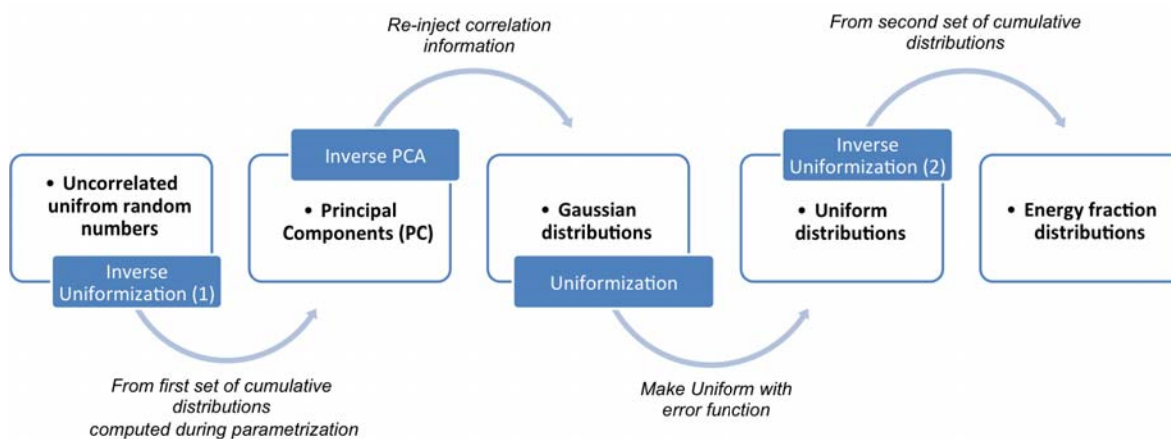 Re-inject correlation
information
From second set of cumulative
distributions
• Uncorrelated
unifrom random
numbers
Inverse
Uniformization (1)
Inverse PCA
• Principal
Components (PC)
• Gaussian
distributions
Uniformization
Inverse
Uniformization (2)
• Uniform
distributions
• Energy fraction
distributions
From first set of cumulative
distributions
computed during parametrization
Make Uniform with
error function